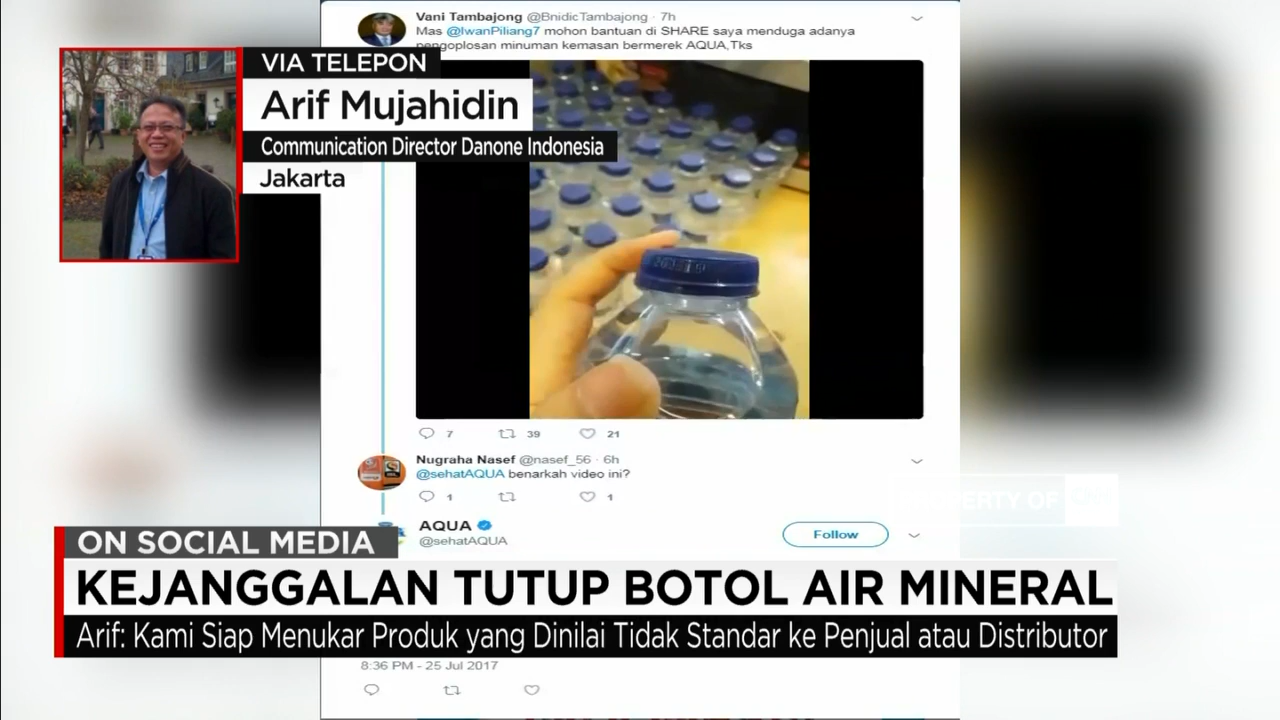 Vani Tambajong @BnidicTambajong · 7h
Mas @IwanPiliang7 mohon bantuan di SHARE saya menduga adanya
pengoplosan minuman kemasan bermerek AQUA,Tks
VIA TELEPON
Arif Mujahidin
Communication Director Danone Indonesia
Jakarta
7 39 21
Nugraha Nasef @nasef_56 · 6h
@sehatAQUA benarkah video ini?
1 1
AQUA
@sehatAQUA
Follow
PROPERTY OF
ON SOCIAL MEDIA
KEJANGGALAN TUTUP BOTOL AIR MINERAL
Arif: Kami Siap Menukar Produk yang Dinilai Tidak Standar ke Penjual atau Distributor
8:36 PM - 25 Jul 2017